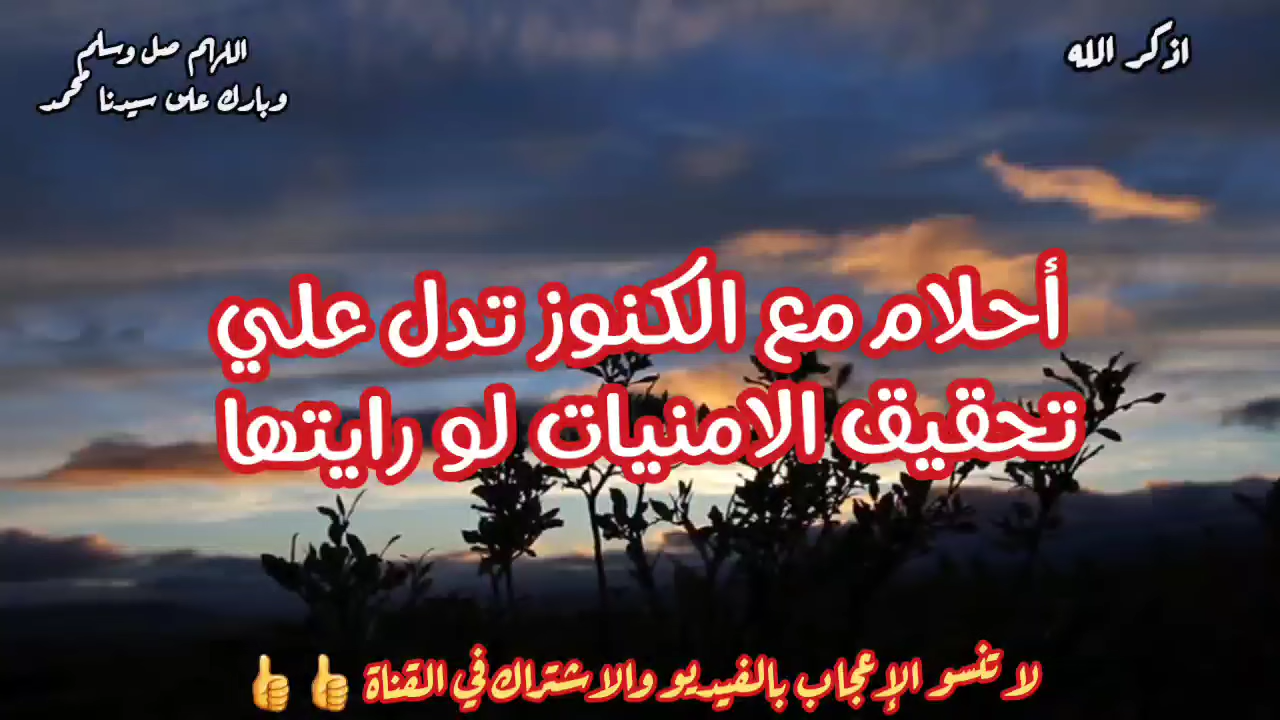 اذكر الله
اللهم صل وسلم
وبارك على سيدنا محمد
أحلام مع الكنوز تدل علي
تحقيق الامنيات لو رايتها
لا تنسو الإعجاب بالفيديو والاشتراك في القناة 👍👍